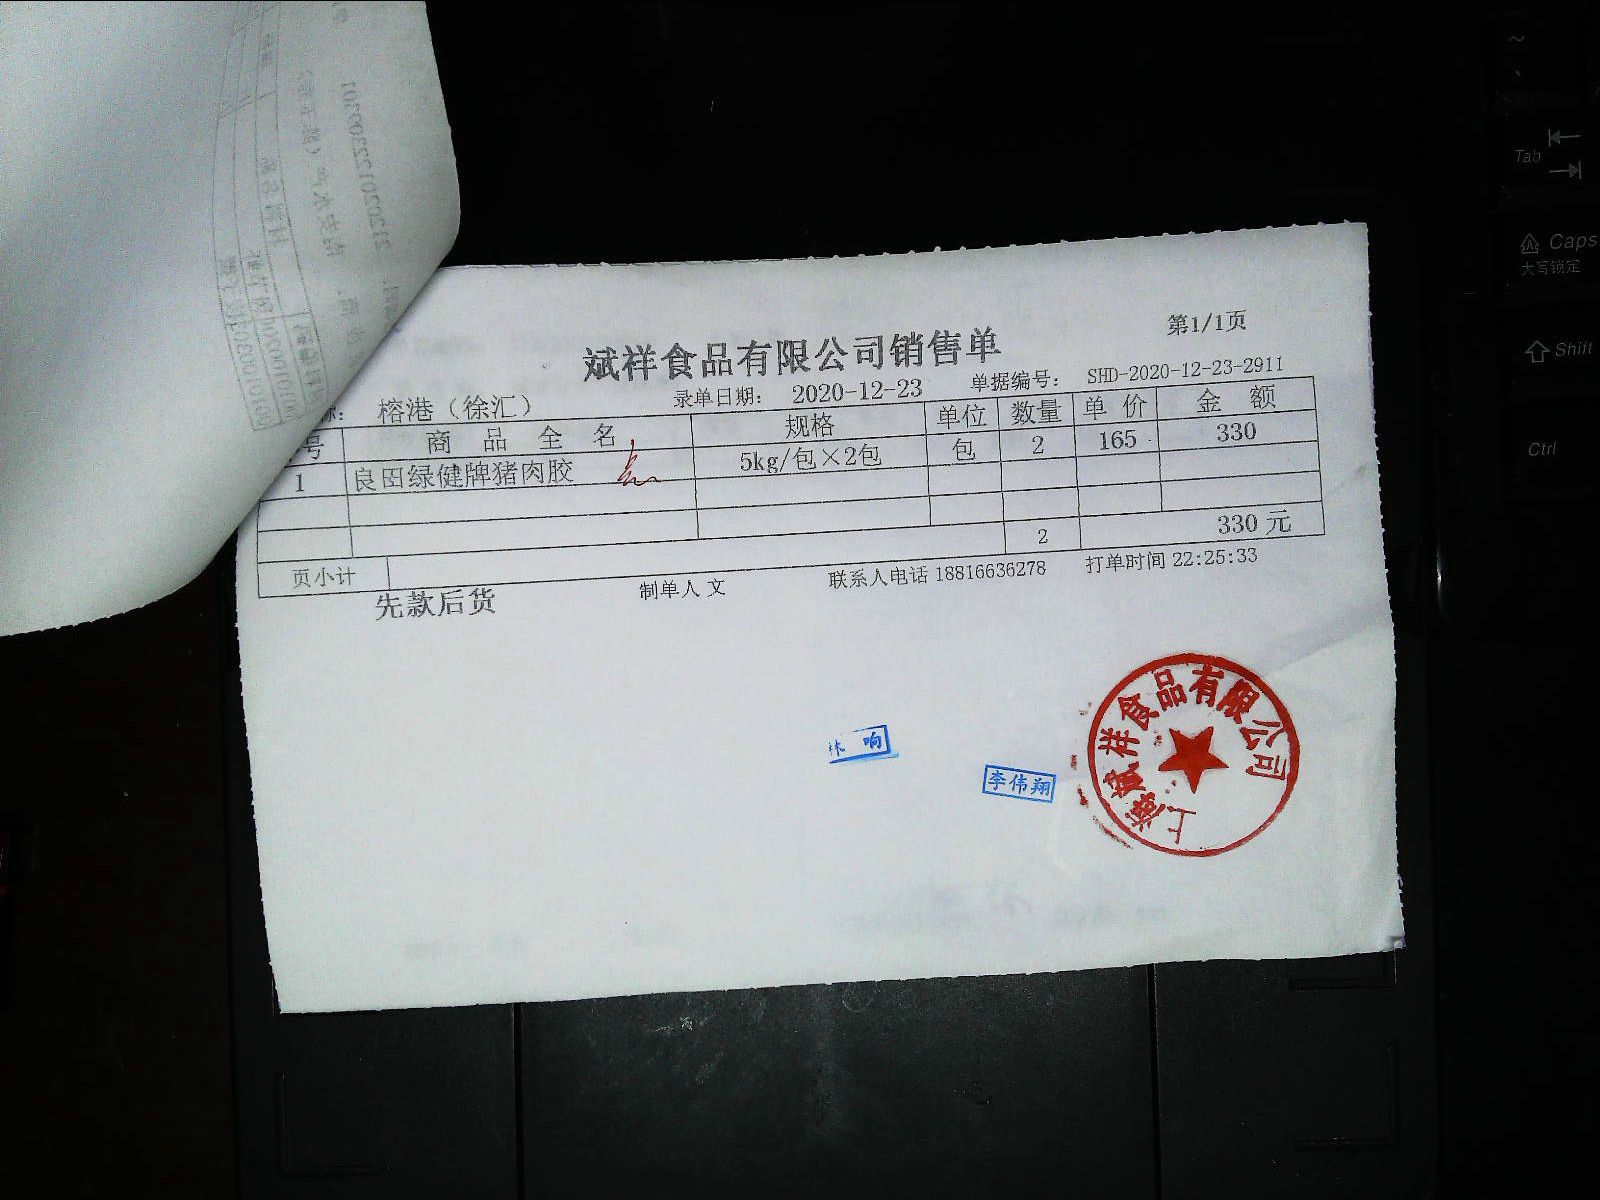 第1/1页
斌祥食品有限公司销售单
榕港（徐汇） 录单日期： 2020-12-23 单据编号： SHD-2020-12-23-2911
号 商品全名 规格 单位 数量 单价 金额
1 良田绿健牌猪肉胶 5kg/包×2包 包 2 165 330
页小计 2 330 元
先款后货 制单人 文 联系人电话 18816636278 打单时间 22:25:33
上海斌祥食品有限公司
响
李伟翔
Tab
Caps
大写锁定
Shift
Ctrl